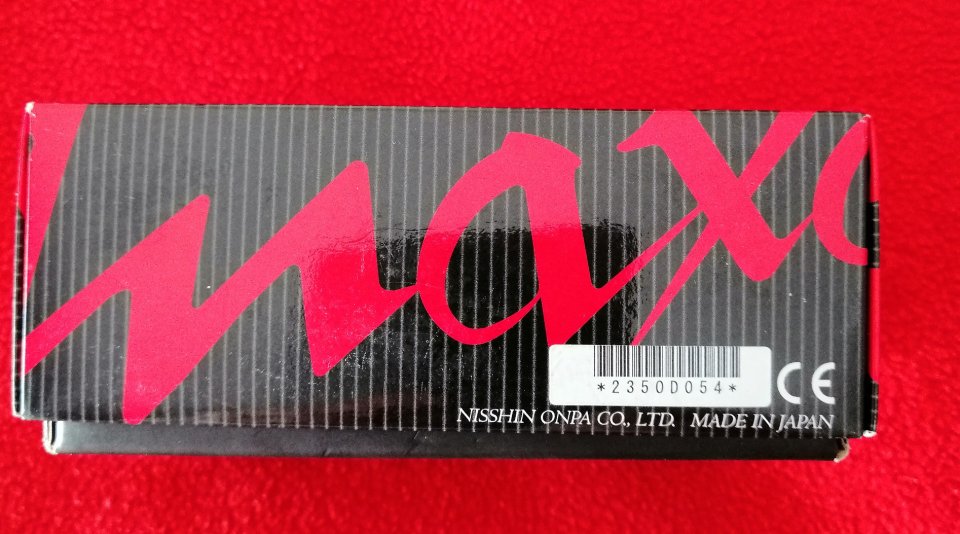 maxo
*2350D054*
CE
NISSHIN ONPA CO., LTD. MADE IN JAPAN